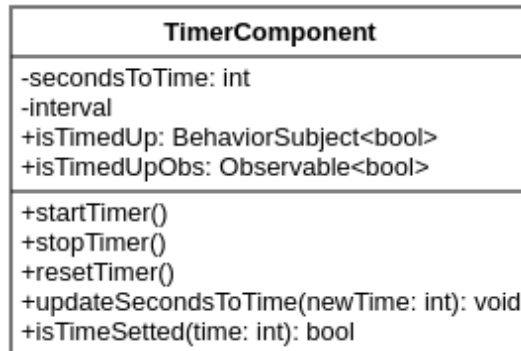 TimerComponent
-secondsToTime: int
-interval
+isTimedUp: BehaviorSubject<bool>
+isTimedUpObs: Observable<bool>
+startTimer()
+stopTimer()
+resetTimer()
+updateSecondsToTime(newTime: int): void
+isTimeSetted(time: int): bool